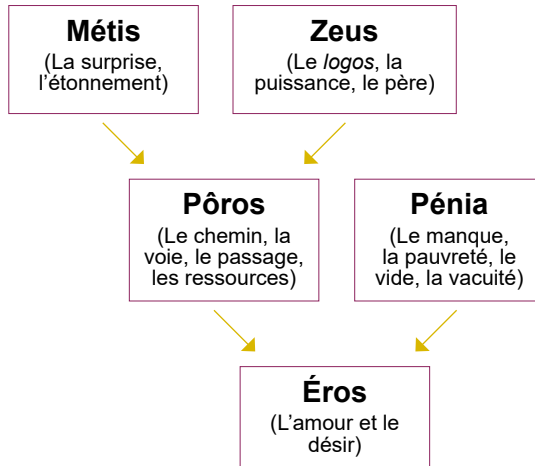 Métis
(La surprise,
l’étonnement)
Zeus
(Le logos, la
puissance, le père)
Pôros
(Le chemin, la
voie, le passage,
les ressources)
Pénia
(Le manque,
la pauvreté, le
vide, la vacuité)
Éros
(L’amour et le
désir)